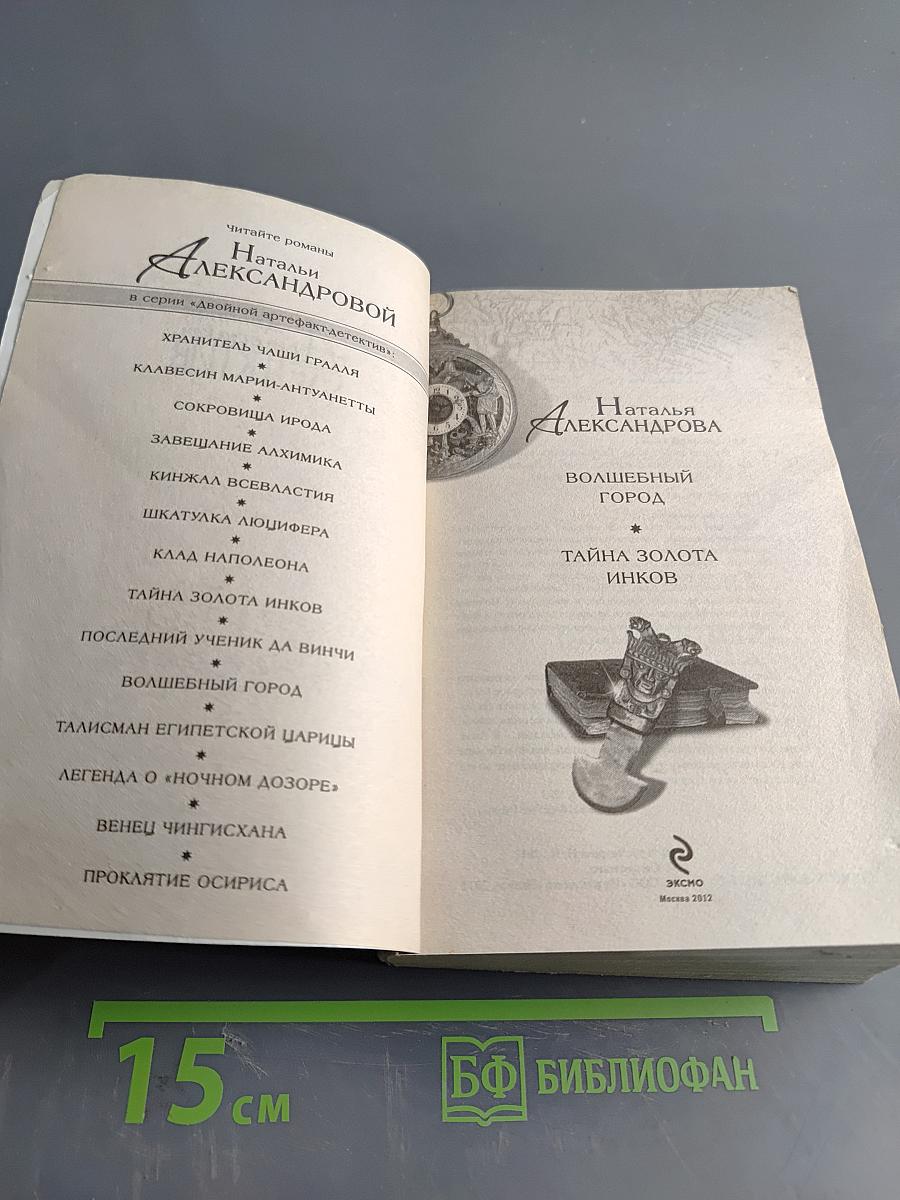 Читайте романы
Натальи
АЛЕКСАНДРОВОЙ
в серии «Двойной артефакт-детектив»:
ХРАНИТЕЛЬ ЧАШИ ГРААЛЯ
КЛАВЕСИН МАРИИ-АНТУАНЕТТЫ
СОКРОВИЩА ИРОДА
ЗАВЕЩАНИЕ АЛХИМИКА
КИНЖАЛ ВСЕВЛАСТИЯ
ШКАТУЛКА ЛЮЦИФЕРА
КЛАД НАПОЛЕОНА
ТАЙНА ЗОЛОТА ИНКОВ
ПОСЛЕДНИЙ УЧЕНИК ДА ВИНЧИ
ВОЛШЕБНЫЙ ГОРОД
ТАЛИСМАН ЕГИПЕТСКОЙ ЦАРИЦЫ
ЛЕГЕНДА О «НОЧНОМ ДОЗОРЕ»
ВЕНЕЦ ЧИНГИСХАНА
ПРОКЛЯТИЕ ОСИРИСА
Наталья
АЛЕКСАНДРОВА
ВОЛШЕБНЫЙ
ГОРОД
ТАЙНА ЗОЛОТА
ИНКОВ
ЭКСМО
Москва 2012
15 см
БФ БИБЛИОФАН